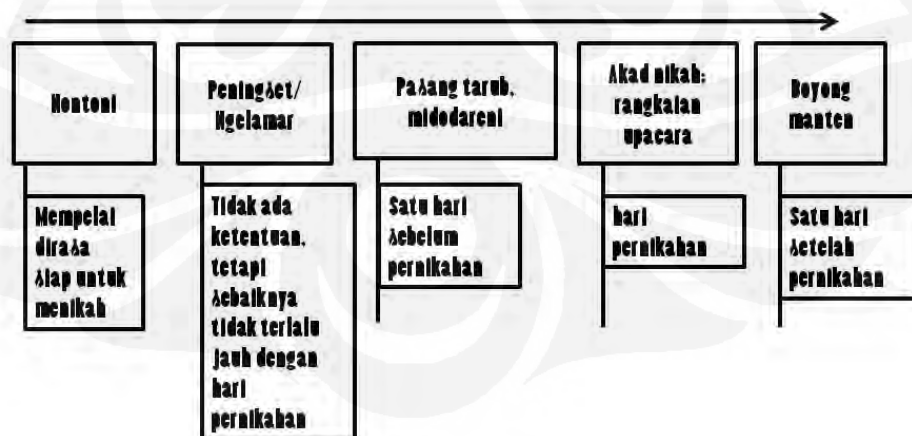 Nontoni
Peningset/
Ngelamar
Pasang tarub,
midodareni
Akad nikah;
rangkaian
upacara
Boyong
manten
Mempelai
dirasa
siap untuk
menikah
Tidak ada
ketentuan,
tetapi
sebaiknya
tidak terlalu
jauh dengan
hari
pernikahan
Satu hari
sebelum
pernikahan
hari
pernikahan
Satu hari
setelah
pernikahan